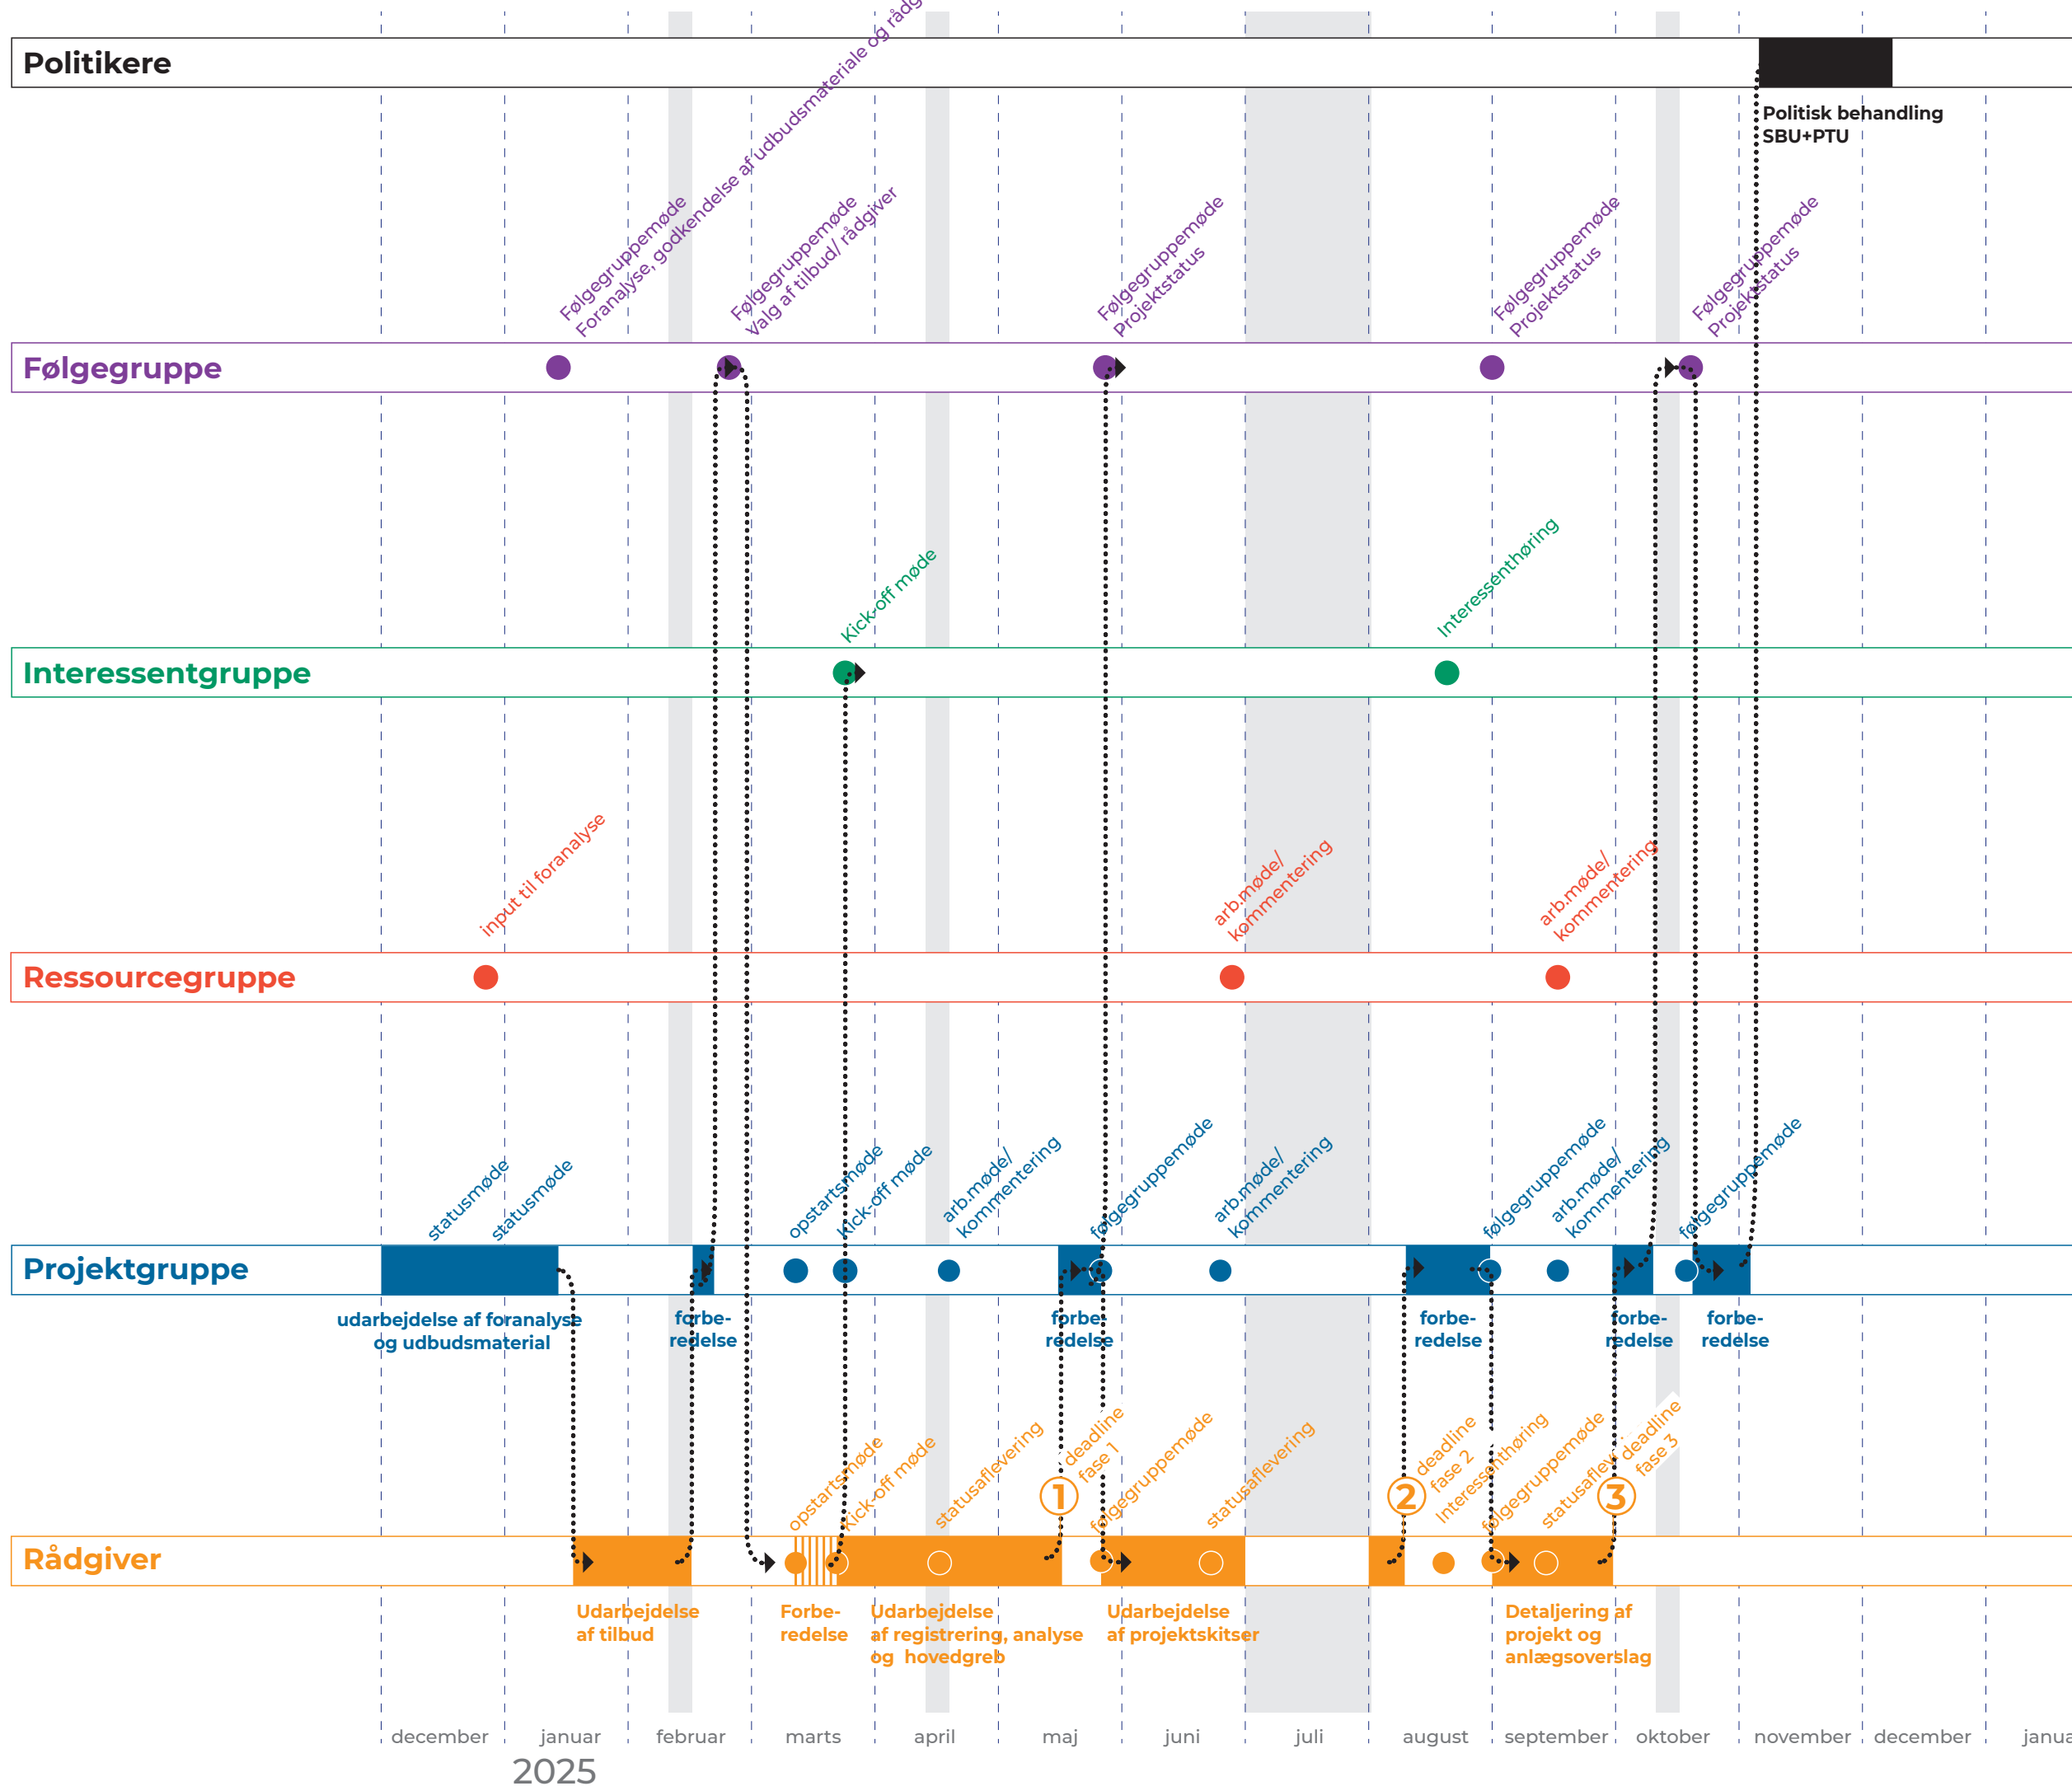 Politikere
Politisk behandling
SBU+PTU
Følgegruppemøde
Foranalyse, godkendelse af udbudsmateriale og
Følgegruppemøde
Valg af tilbud/ rådgiver
Følgegruppemøde
Projektstatus
Følgegruppemøde
Projektstatus
Følgegruppemøde
Projektstatus
Følgegruppe
Kick-off møde
Interessenthøring
Interessentgruppe
input til foranalyse
arb.møde/
kommentering
arb.møde/
kommentering
Ressourcegruppe
statusmøde
statusmøde
opstartsmøde
Kick-off møde
arb.møde/
kommentering
følgegruppemøde
arb.møde/
kommentering
følgegruppemøde
arb.møde/
kommentering
følgegruppemøde
Projektgruppe
udarbejdelse af foranalyse
og udbudsmaterial
forbe-
redelse
forbe-
redelse
forbe-
redelse
forbe-
redelse
forbe-
redelse
opstartsmøde
Kick-off møde
statusaflevering
1
deadline
fase 1
følgegruppemøde
statusaflevering
2
deadline
fase 2
Interessenthøring
følgegruppemøde
3
deadline
fase 3
Rådgiver
Udarbejdelse
af tilbud
Forbe-
redelse
Udarbejdelse
af registrering, analyse
og hovedgreb
Udarbejdelse
af projektskitser
Detaljering af
projekt og
anlægsoverslag
december januar februar marts april maj juni juli august september oktober november december
2025